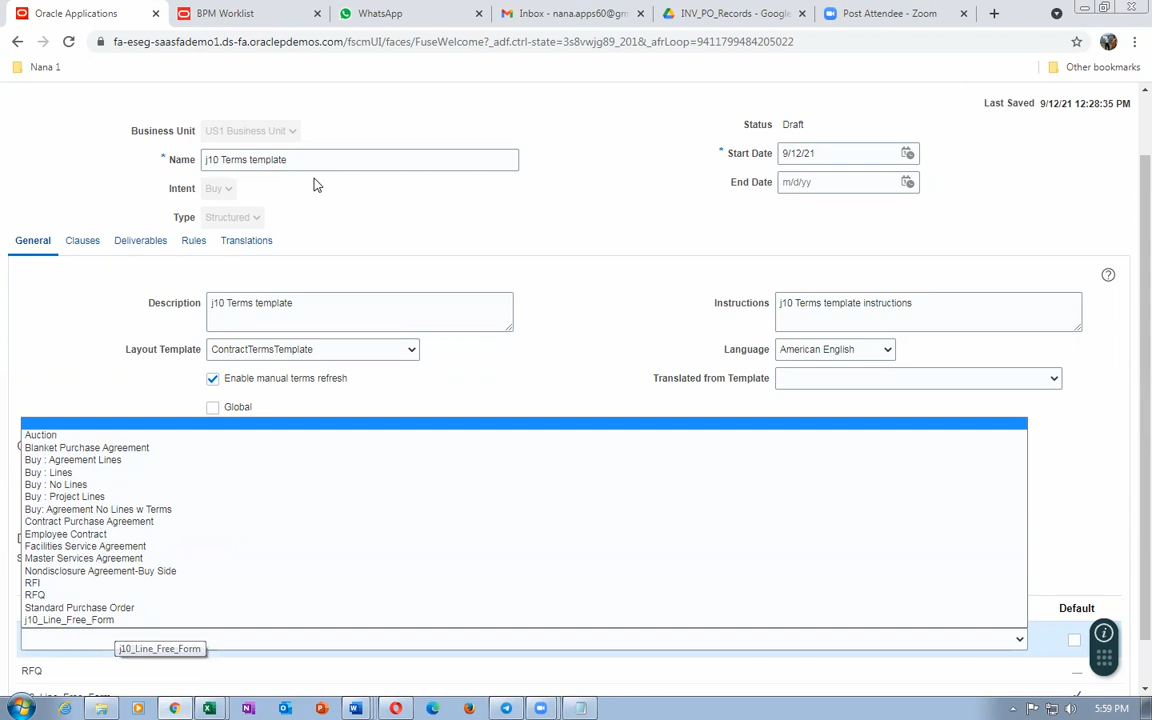 Oracle Applications
BPM Worklist
WhatsApp
Inbox - nana.apps60@gm
INV_PO_Records - Google
Post Attendee - Zoom
fa-eseg-saasfademo1.ds-fa.oraclepdemos.com/fscmUI/faces/FuseWelcome?_adf.ctrl-state=3s8vwjg89_201&_afrLoop=9411799484205022
Nana 1
Other bookmarks
Last Saved 9/12/21 12:28:35 PM
Business Unit US1 Business Unit
Status Draft
* Name j10 Terms template
* Start Date 9/12/21
Intent Buy
End Date m/d/yy
Type Structured
General Clauses Deliverables Rules Translations
Description j10 Terms template
Instructions j10 Terms template instructions
Layout Template ContractTermsTemplate
Language American English
Enable manual terms refresh
Translated from Template
Global
Auction
Blanket Purchase Agreement
Buy : Agreement Lines
Buy : Lines
Buy : No Lines
Buy : Project Lines
Buy: Agreement No Lines w Terms
Contract Purchase Agreement
Employee Contract
Facilities Service Agreement
Master Services Agreement
Nondisclosure Agreement-Buy Side
RFI
RFQ
Standard Purchase Order
Default
j10_Line_Free_Form
j10_Line_Free_Form
RFQ
5:59 PM